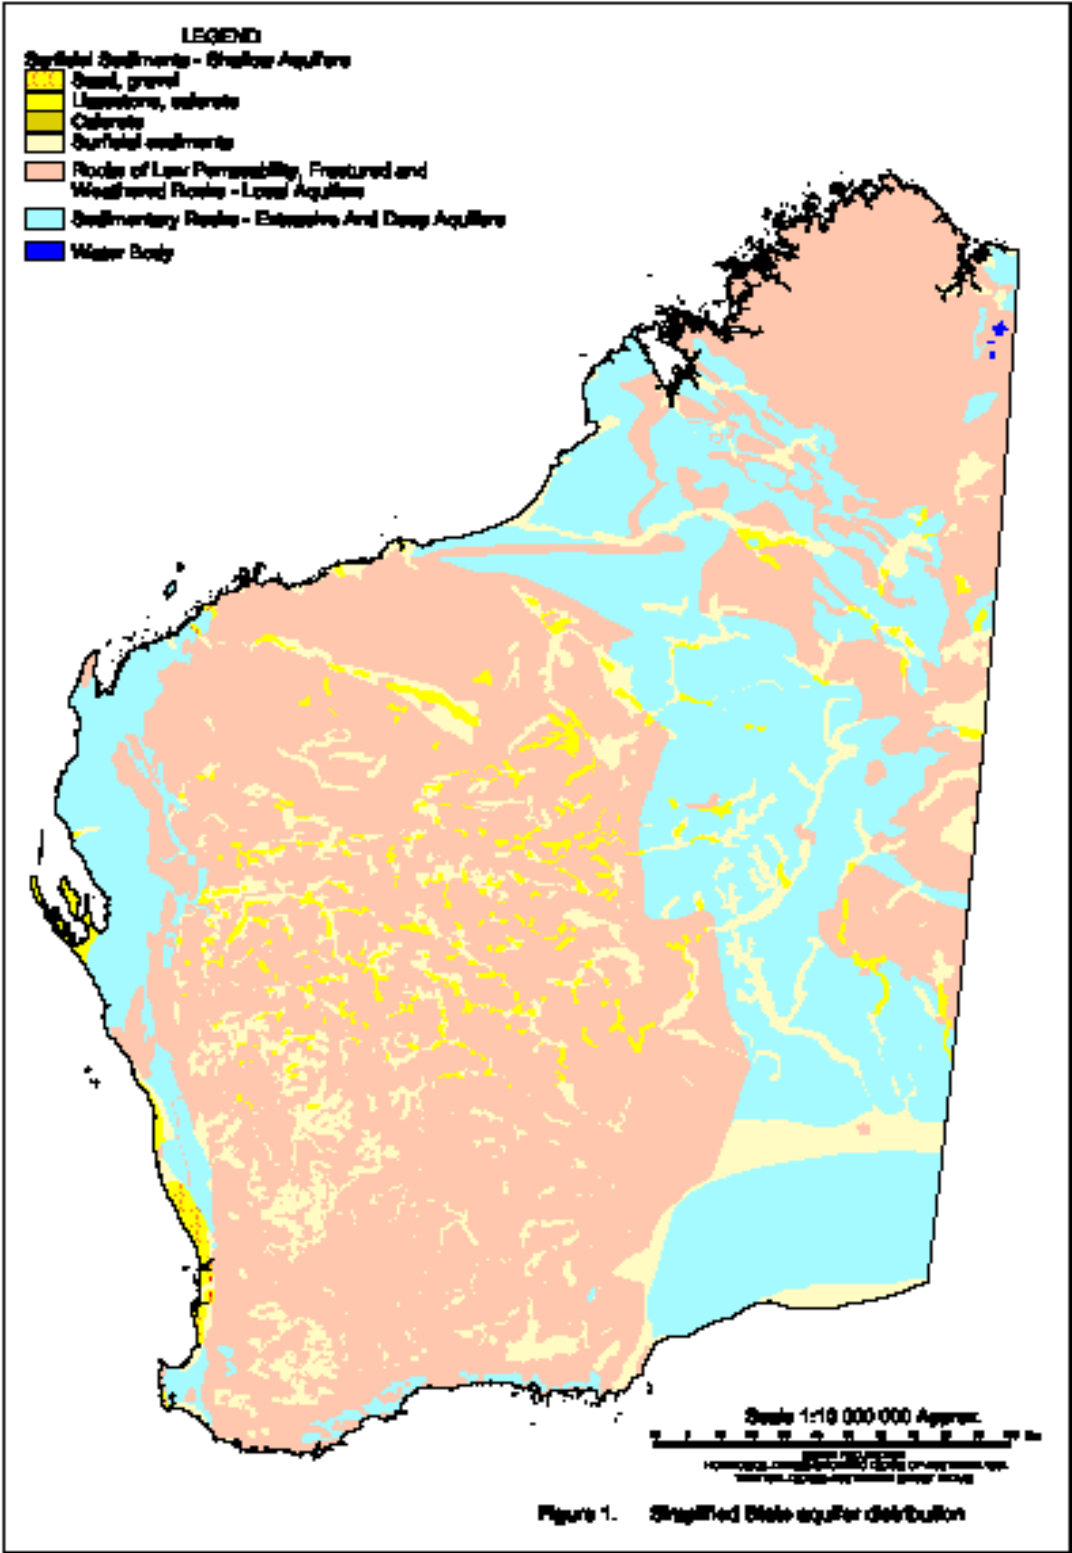 LEGEND
Surficial Sediments - Shallow Aquifers
Sand, gravel
Limestone, calcrete
Calcrete
Surficial sediments
Rocks of Low Permeability, Fractured and
Weathered Rocks - Local Aquifers
Sedimentary Rocks - Extensive And Deep Aquifers
Water Body
Scale 1:10 000 000 Approx.
Figure 1. Simplified State aquifer distribution